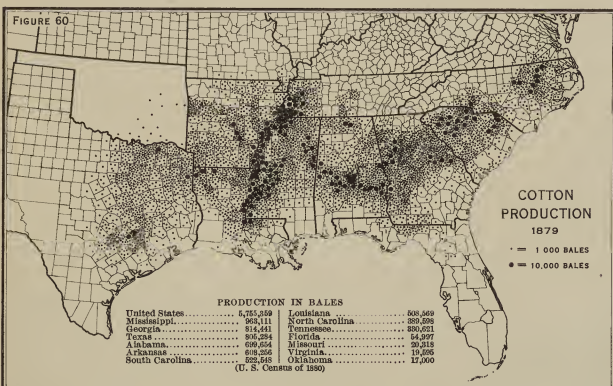 FIGURE 60
COTTON
PRODUCTION
1879
• = 1 000 BALES
● = 10,000 BALES
PRODUCTION IN BALES
United States 5,755,359
Mississippi 963,111
Georgia 814,441
Texas 805,284
Alabama 699,654
Arkansas 608,256
South Carolina 522,548
Louisiana 508,569
North Carolina 389,598
Tennessee 330,621
Florida 54,997
Missouri 20,318
Virginia 19,595
Oklahoma 17,000
(U. S. Census of 1880)